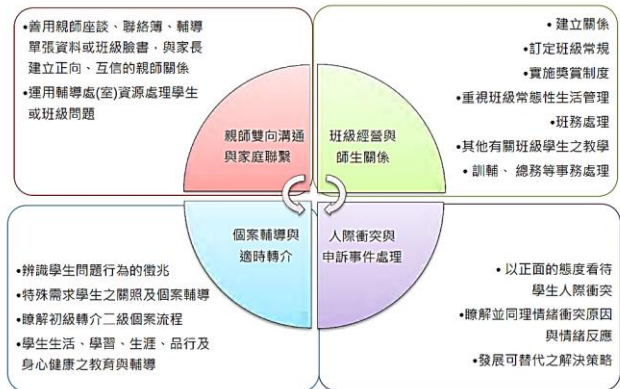 •善用親師座談、聯絡簿、輔導
單張資料或班級臉書，與家長
建立正向、互信的親師關係
•運用輔導處(室)資源處理學生
或班級問題
•建立關係
•訂定班級常規
•實施獎賞制度
•重視班級常態性生活管理
•班務處理
•其他有關班級學生之教學
•訓輔、總務等事務處理
親師雙向溝通
與家庭聯繫
班級經營與
師生關係
個案輔導與
適時轉介
人際衝突與
申訴事件處理
•辨識學生問題行為的徵兆
•特殊需求學生之關照及個案輔導
•瞭解初級轉介二級個案流程
•學生生活、學習、生涯、品行及
身心健康之教育與輔導
•以正面的態度看待
學生人際衝突
•瞭解並同理情緒衝突原因
與情緒反應
•發展可替代之解決策略